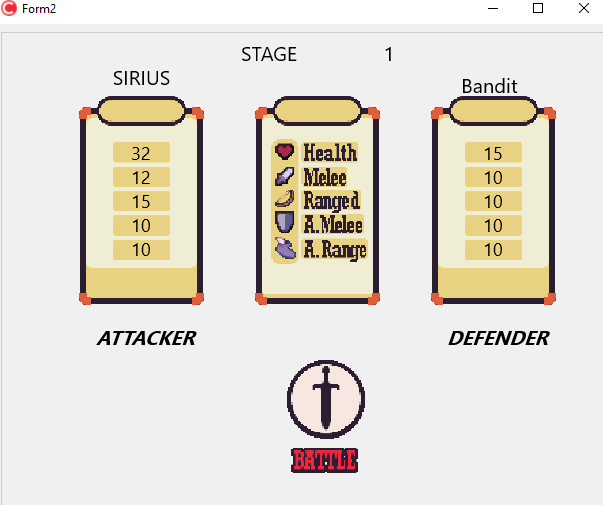 Form2
STAGE 1
SIRIUS
Bandit
32 Health 15
12 Melee 10
15 Ranged 10
10 A.Melee 10
10 A.Range 10
ATTACKER
DEFENDER
BATTLE